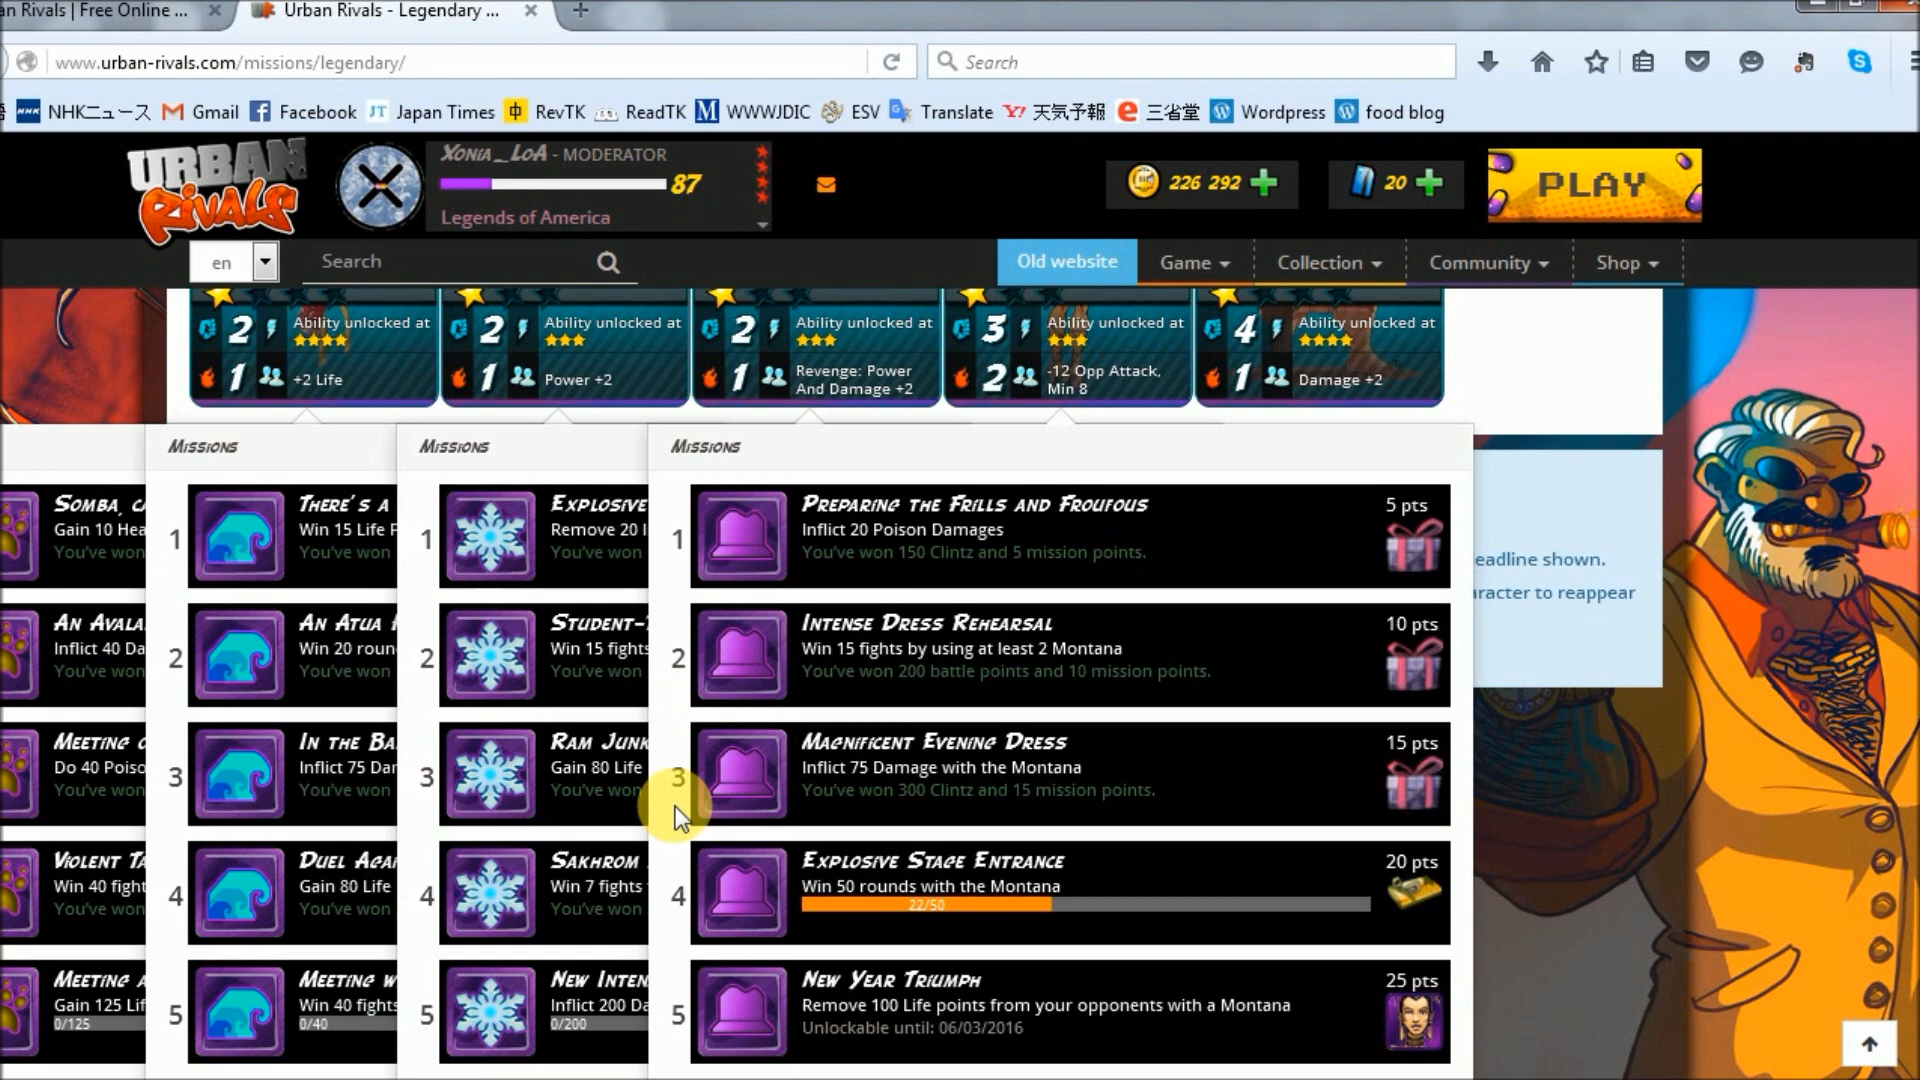 an Rivals | Free Online ...
Urban Rivals - Legendary ...
www.urban-rivals.com/missions/legendary/
Search
NHKニュース
Gmail
Facebook
JT Japan Times
中 RevTK
ReadTK
M WWWJDIC
ESV
Translate
Y! 天気予報
e 三省堂
Wordpress
food blog
URBAN RIVALS
Xonia_LoA - MODERATOR
87
Legends of America
226 292
20
PLAY
en
Search
Old website
Game
Collection
Community
Shop
2 Ability unlocked at
1 +2 Life
2 Ability unlocked at
1 Power +2
2 Ability unlocked at
1 Revenge: Power
And Damage +2
3 Ability unlocked at
2 -12 Opp Attack,
Min 8
4 Ability unlocked at
1 Damage +2
Somba, ca
Gain 10 Hea
You've won
An Avala
Inflict 40 Da
You've won
Meeting
Do 40 Poiso
You've won
Violent Ta
Win 40 fight
You've won
Meeting a
Gain 125 Lif
0/125
Missions
1 There's a
Win 15 Life P
You've won
2 An Atua
Win 20 roun
You've won
3 In the Ba
Inflict 75 Dar
You've won
4 Duel Agai
Gain 80 Life
You've won
5 Meeting w
Win 40 fights
0/40
Missions
1 Explosive
Remove 20 l
You've won
2 Student-
Win 15 fights
You've won
3 Ram Junk
Gain 80 Life
You've won
4 Sakhrom
Win 7 fights
You've won
5 New Inten
Inflict 200 Da
0/200
Missions
1 Preparing the Frills and Froufous 5 pts
Inflict 20 Poison Damages
You've won 150 Clintz and 5 mission points.
2 Intense Dress Rehearsal 10 pts
Win 15 fights by using at least 2 Montana
You've won 200 battle points and 10 mission points.
3 Magnificent Evening Dress 15 pts
Inflict 75 Damage with the Montana
You've won 300 Clintz and 15 mission points.
4 Explosive Stage Entrance 20 pts
Win 50 rounds with the Montana
22/50
5 New Year Triumph 25 pts
Remove 100 Life points from your opponents with a Montana
Unlockable until: 06/03/2016
eadline shown.
aracter to reappear